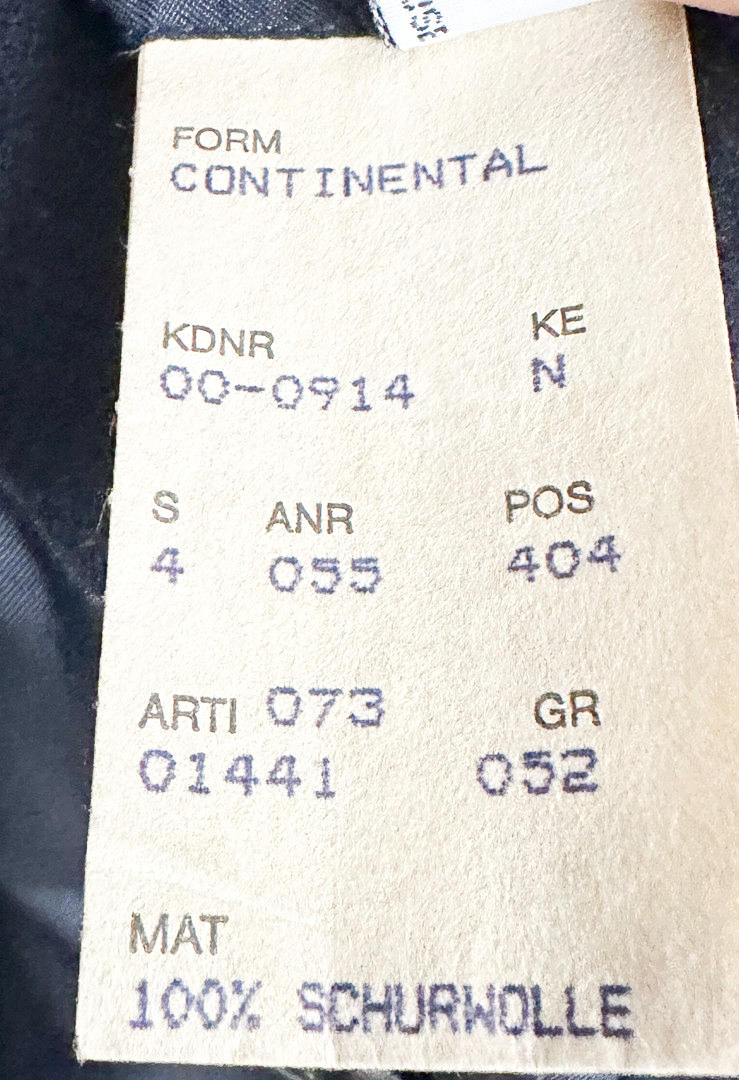 FORM
CONTINENTAL
KDNR KE
00-0914 N
S ANR POS
4 055 404
ARTI 073 GR
01441 052
MAT
100% SCHURWOLLE